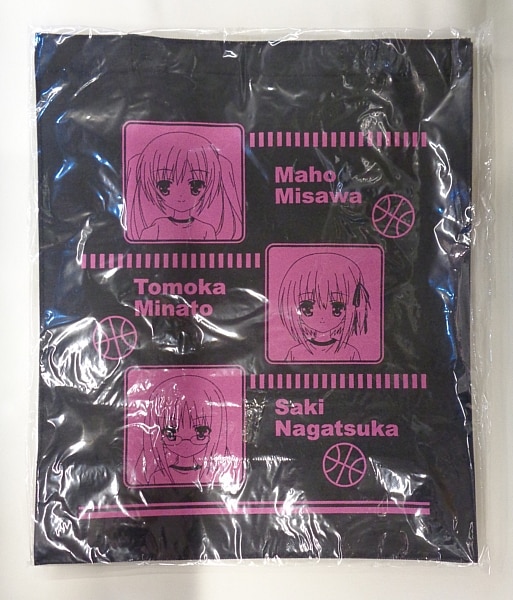 Maho
Misawa
Tomoka
Minato
Saki
Nagatsuka